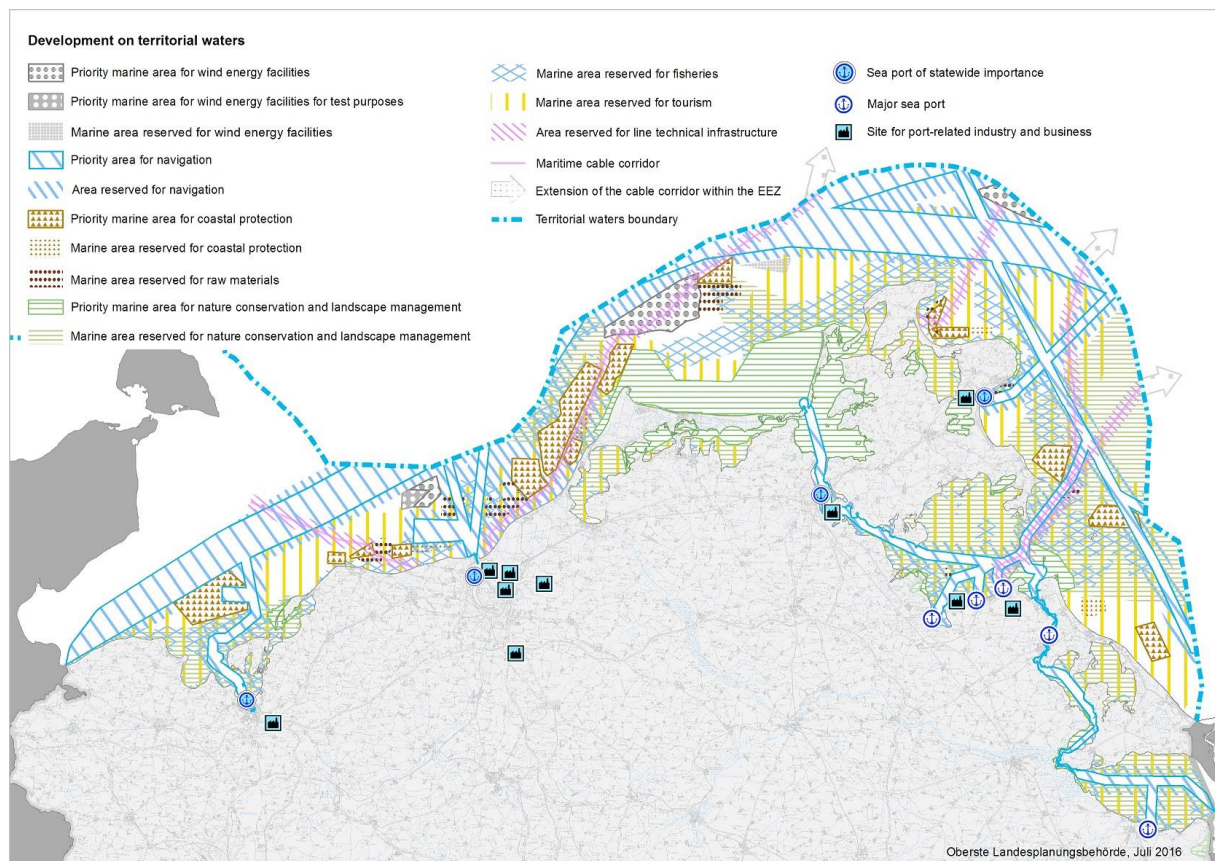 Development on territorial waters
Priority marine area for wind energy facilities
Priority marine area for wind energy facilities for test purposes
Marine area reserved for wind energy facilities
Priority area for navigation
Area reserved for navigation
Priority marine area for coastal protection
Marine area reserved for coastal protection
Marine area reserved for raw materials
Priority marine area for nature conservation and landscape management
Marine area reserved for nature conservation and landscape management
Marine area reserved for fisheries
Marine area reserved for tourism
Area reserved for line technical infrastructure
Maritime cable corridor
Extension of the cable corridor within the EEZ
Territorial waters boundary
Sea port of statewide importance
Major sea port
Site for port-related industry and business
Oberste Landesplanungsbehörde, Juli 2016